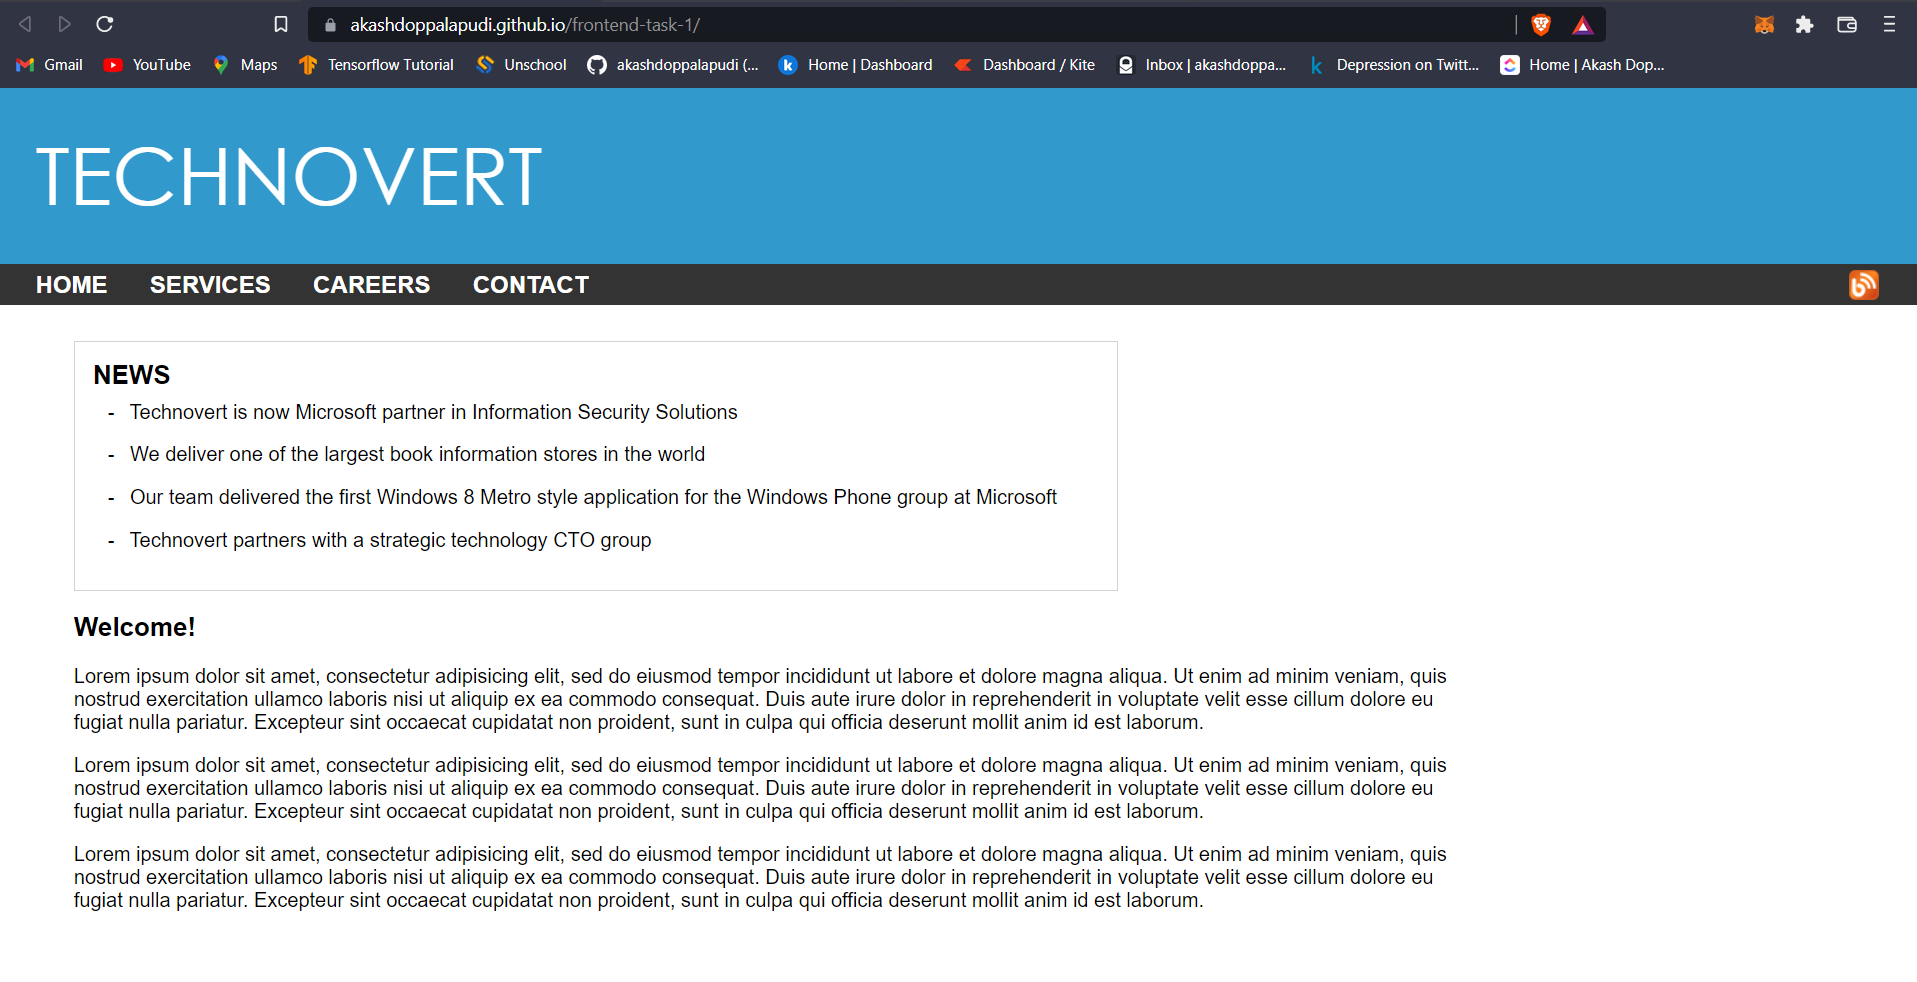 akashdoppalapudi.github.io/frontend-task-1/
Gmail YouTube Maps Tensorflow Tutorial Unschool akashdoppalapudi (... Home | Dashboard Dashboard / Kite Inbox | akashdoppa... Depression on Twitt... Home | Akash Dop...
TECHNOVERT
HOME SERVICES CAREERS CONTACT
NEWS
- Technovert is now Microsoft partner in Information Security Solutions
- We deliver one of the largest book information stores in the world
- Our team delivered the first Windows 8 Metro style application for the Windows Phone group at Microsoft
- Technovert partners with a strategic technology CTO group
Welcome!
Lorem ipsum dolor sit amet, consectetur adipisicing elit, sed do eiusmod tempor incididunt ut labore et dolore magna aliqua. Ut enim ad minim veniam, quis
nostrud exercitation ullamco laboris nisi ut aliquip ex ea commodo consequat. Duis aute irure dolor in reprehenderit in voluptate velit esse cillum dolore eu
fugiat nulla pariatur. Excepteur sint occaecat cupidatat non proident, sunt in culpa qui officia deserunt mollit anim id est laborum.
Lorem ipsum dolor sit amet, consectetur adipisicing elit, sed do eiusmod tempor incididunt ut labore et dolore magna aliqua. Ut enim ad minim veniam, quis
nostrud exercitation ullamco laboris nisi ut aliquip ex ea commodo consequat. Duis aute irure dolor in reprehenderit in voluptate velit esse cillum dolore eu
fugiat nulla pariatur. Excepteur sint occaecat cupidatat non proident, sunt in culpa qui officia deserunt mollit anim id est laborum.
Lorem ipsum dolor sit amet, consectetur adipisicing elit, sed do eiusmod tempor incididunt ut labore et dolore magna aliqua. Ut enim ad minim veniam, quis
nostrud exercitation ullamco laboris nisi ut aliquip ex ea commodo consequat. Duis aute irure dolor in reprehenderit in voluptate velit esse cillum dolore eu
fugiat nulla pariatur. Excepteur sint occaecat cupidatat non proident, sunt in culpa qui officia deserunt mollit anim id est laborum.